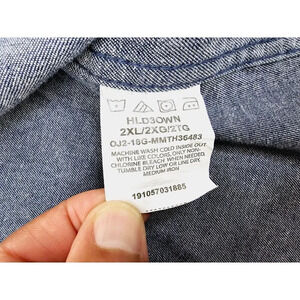 HLD3OWN
2XL/2XG/2TG
OJ2-18G-MMTH36483
MACHINE WASH COLD INSIDE OUT
WITH LIKE COLORS, ONLY NON-
CHLORINE BLEACH WHEN NEEDED.
TUMBLE DRY LOW OR LINE DRY,
MEDIUM IRON
191057031885